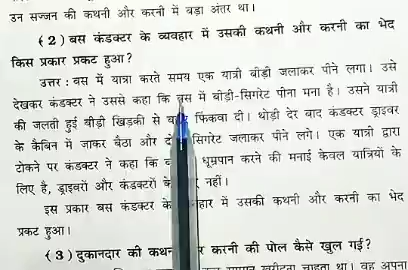 उन सज्जन की कथनी और करनी में बड़ा अंतर था।
(2) बस कंडक्टर के व्यवहार में उसकी कथनी और करनी का भेद
किस प्रकार प्रकट हुआ?
उत्तर : बस में यात्रा करते समय एक यात्री बीड़ी जलाकर पीने लगा। उसे
देखकर कंडक्टर ने उससे कहा कि बस में बीड़ी-सिगरेट पीना मना है। उसने यात्री
की जलती हुई बीड़ी खिड़की से फिंकवा दी। थोड़ी देर बाद कंडक्टर ड्राइवर
के केबिन में जाकर बैठा और सिगरेट जलाकर पीने लगे। एक यात्री द्वारा
टोकने पर कंडक्टर ने कहा कि धूम्रपान करने की मनाई केवल यात्रियों के
लिए है, ड्राइवरों और कंडक्टरों नहीं।
इस प्रकार बस कंडक्टर के उसकी कथनी और करनी का भेद
प्रकट हुआ।
(3) दुकानदार की करनी की पोल कैसे खुल गई?
चाहता था। वह अपना